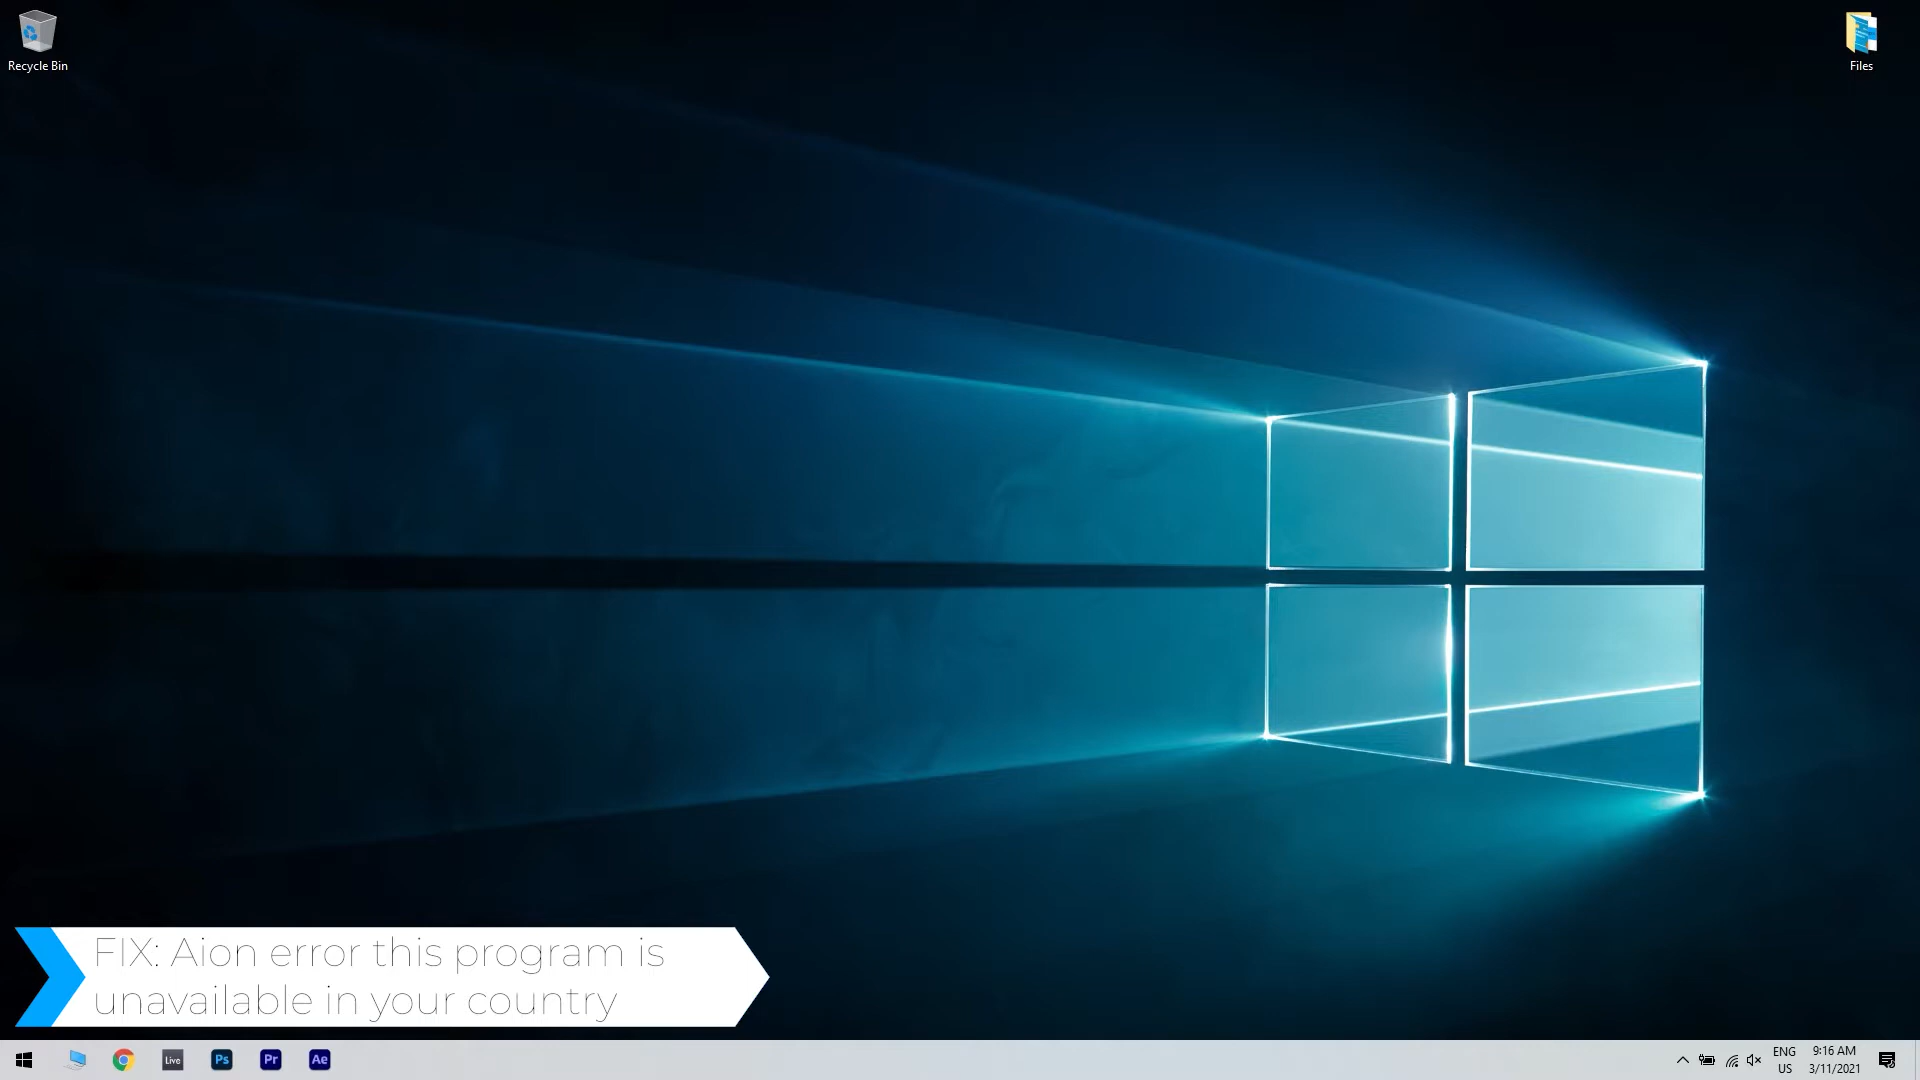 Recycle Bin
Files
FIX: Aion error this program is
unavailable in your country
Live
Ps
Pr
Ae
ENG
US
9:16 AM
3/11/2021